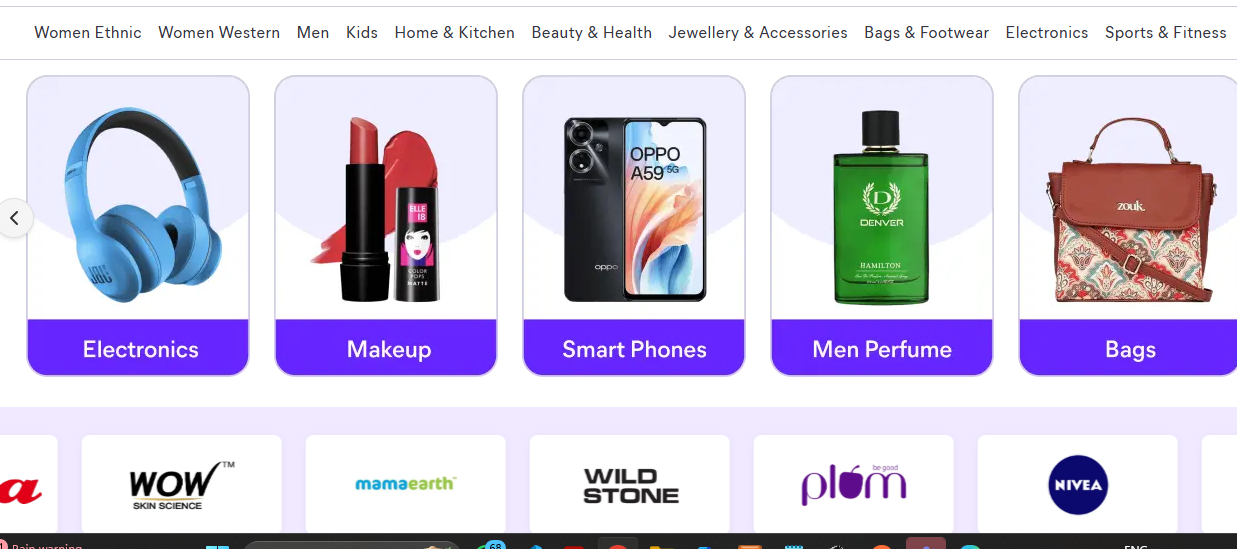 Women Ethnic Women Western Men Kids Home & Kitchen Beauty & Health Jewellery & Accessories Bags & Footwear Electronics Sports & Fitness
JBL
ELLE
18
COLOR
POPS
MATTE
OPPO
A59 5G
oppo
D
DENVER
HAMILTON
zouk.
Electronics Makeup Smart Phones Men Perfume Bags
a
WOW™
SKIN SCIENCE
mamaearth™
WILD
STONE
be good
plum
NIVEA
Rain warning
68
ENG